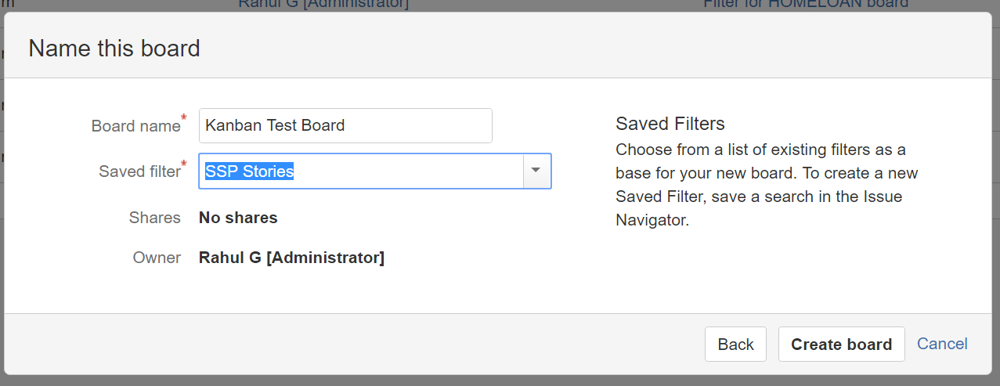 m Rahul G [Administrator] Filter for HOMELOAN board
Name this board
Board name* Kanban Test Board
Saved filter* SSP Stories
Shares No shares
Owner Rahul G [Administrator]
Saved Filters
Choose from a list of existing filters as a
base for your new board. To create a new
Saved Filter, save a search in the Issue
Navigator.
Back Create board Cancel